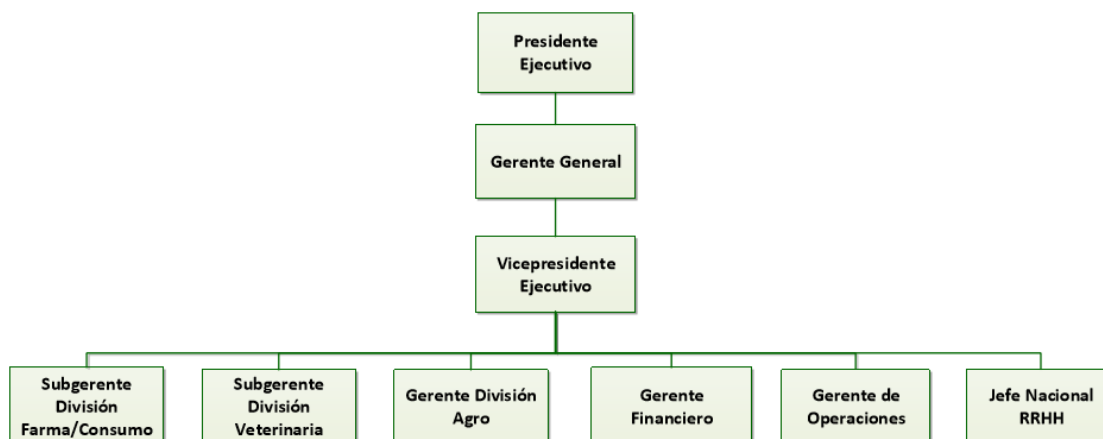 Presidente
Ejecutivo
Gerente General
Vicepresidente
Ejecutivo
Subgerente
División
Farma/Consumo
Subgerente
División
Veterinaria
Gerente División
Agro
Gerente
Financiero
Gerente de
Operaciones
Jefe Nacional
RRHH